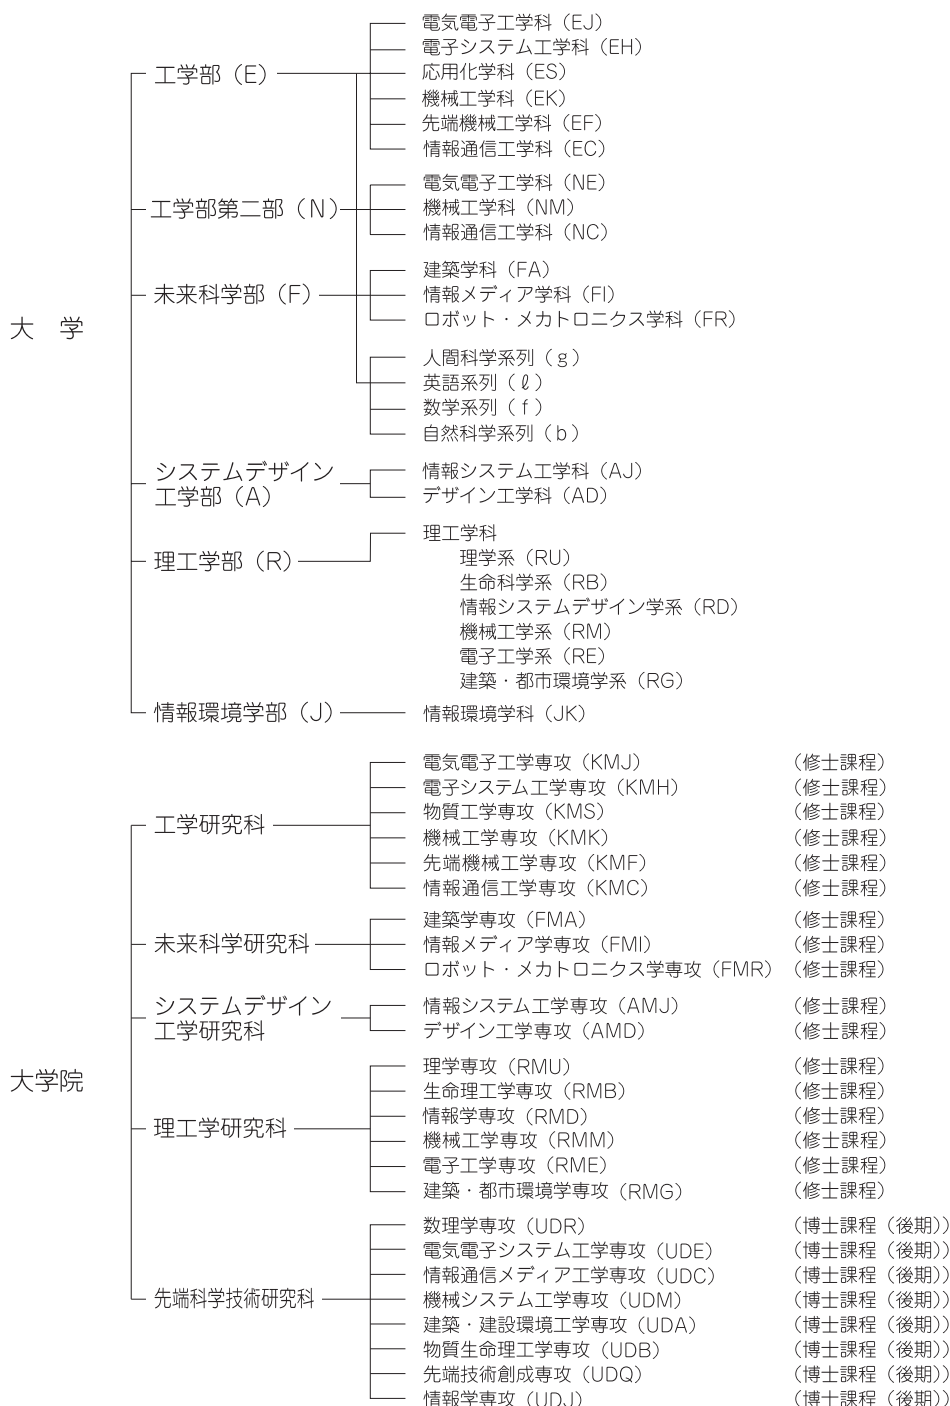 大　学
工学部（E）
電気電子工学科（EJ）
電子システム工学科（EH）
応用化学科（ES）
機械工学科（EK）
先端機械工学科（EF）
情報通信工学科（EC）
工学部第二部（N）
電気電子工学科（NE）
機械工学科（NM）
情報通信工学科（NC）
未来科学部（F）
建築学科（FA）
情報メディア学科（FI）
ロボット・メカトロニクス学科（FR）
人間科学系列（g）
英語系列（ℓ）
数学系列（f）
自然科学系列（b）
システムデザイン
工学部（A）
情報システム工学科（AJ）
デザイン工学科（AD）
理工学部（R）
理工学科
理学系（RU）
生命科学系（RB）
情報システムデザイン学系（RD）
機械工学系（RM）
電子工学系（RE）
建築・都市環境学系（RG）
情報環境学部（J）
情報環境学科（JK）
大学院
工学研究科
電気電子工学専攻（KMJ）　（修士課程）
電子システム工学専攻（KMH）　（修士課程）
物質工学専攻（KMS）　（修士課程）
機械工学専攻（KMK）　（修士課程）
先端機械工学専攻（KMF）　（修士課程）
情報通信工学専攻（KMC）　（修士課程）
未来科学研究科
建築学専攻（FMA）　（修士課程）
情報メディア学専攻（FMI）　（修士課程）
ロボット・メカトロニクス学専攻（FMR）　（修士課程）
システムデザイン
工学研究科
情報システム工学専攻（AMJ）　（修士課程）
デザイン工学専攻（AMD）　（修士課程）
理工学研究科
理学専攻（RMU）　（修士課程）
生命理工学専攻（RMB）　（修士課程）
情報学専攻（RMD）　（修士課程）
機械工学専攻（RMM）　（修士課程）
電子工学専攻（RME）　（修士課程）
建築・都市環境学専攻（RMG）　（修士課程）
先端科学技術研究科
数理学専攻（UDR）　（博士課程（後期））
電気電子システム工学専攻（UDE）　（博士課程（後期））
情報通信メディア工学専攻（UDC）　（博士課程（後期））
機械システム工学専攻（UDM）　（博士課程（後期））
建築・建設環境工学専攻（UDA）　（博士課程（後期））
物質生命理工学専攻（UDB）　（博士課程（後期））
先端技術創成専攻（UDQ）　（博士課程（後期））
情報学専攻（UDJ）　（博士課程（後期））